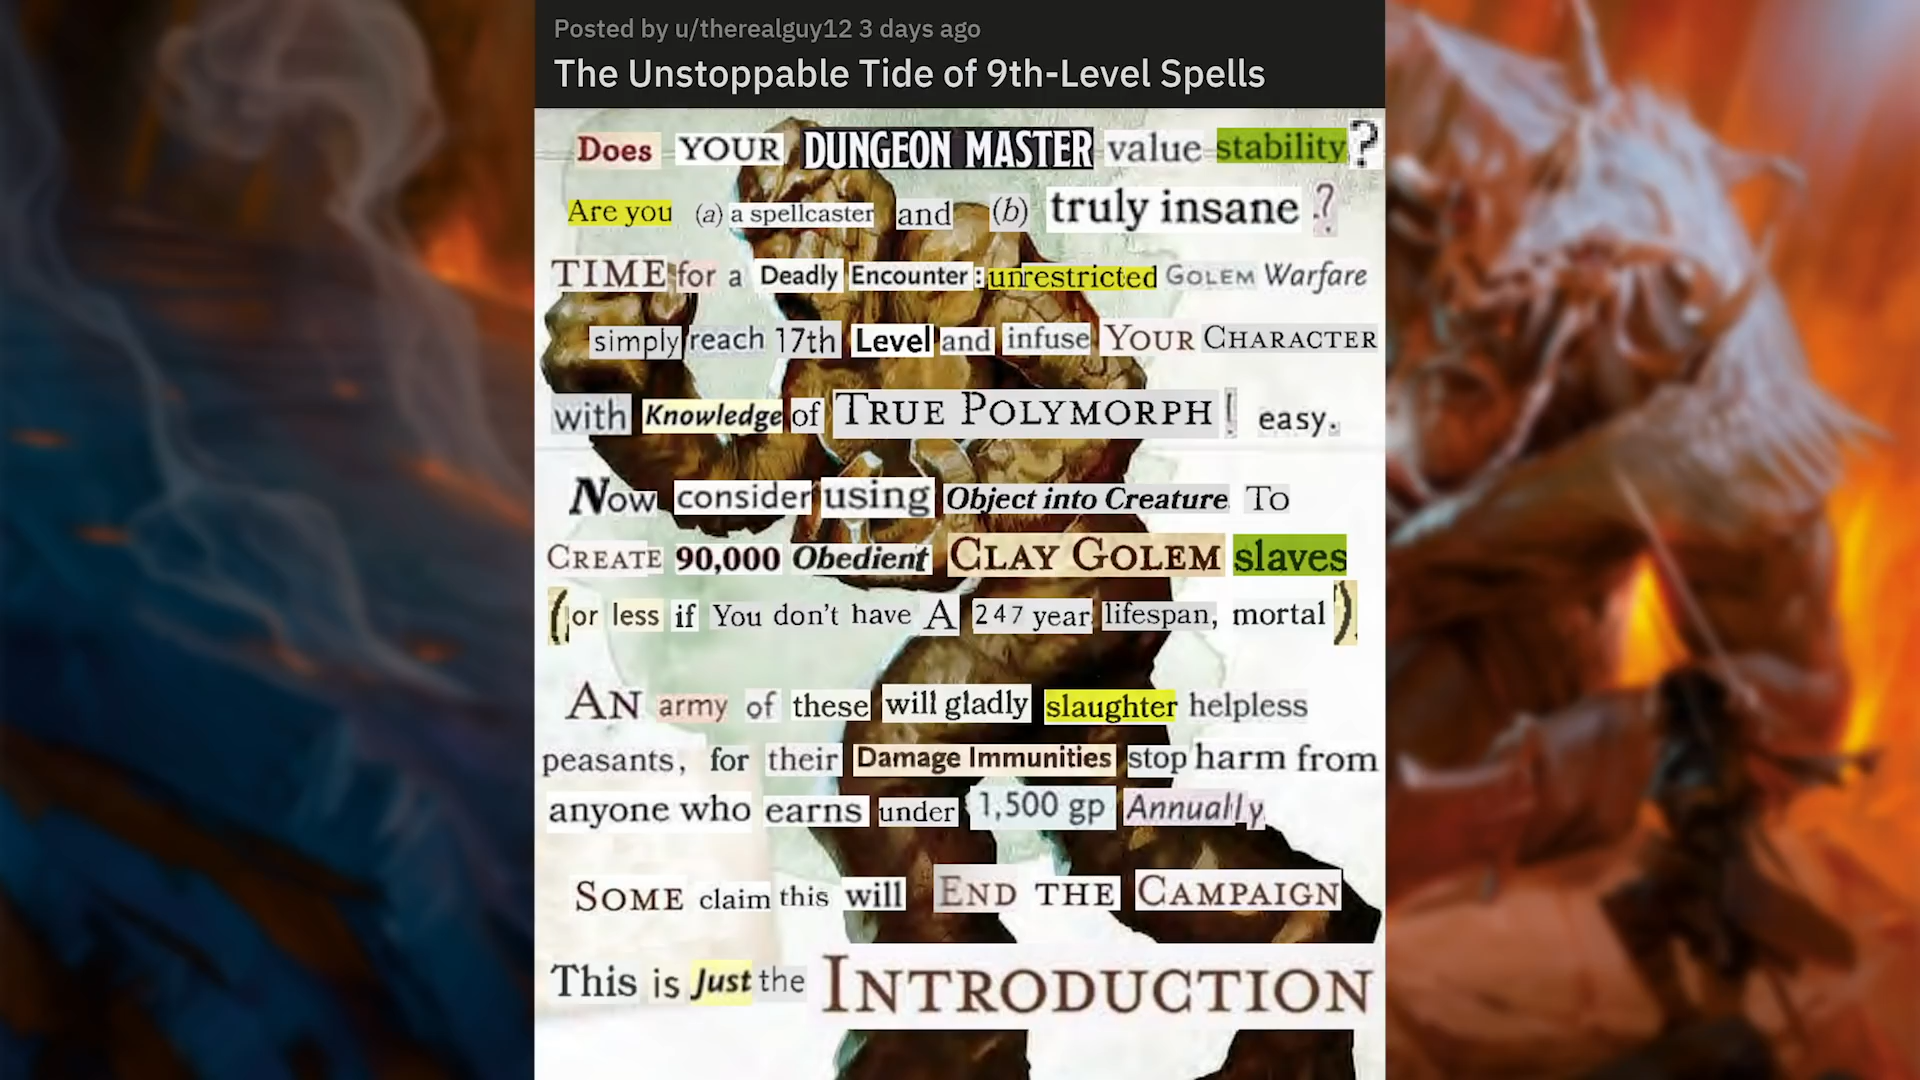 Posted by u/therealguy12 3 days ago
The Unstoppable Tide of 9th-Level Spells
Does YOUR DUNGEON MASTER value stability?
Are you (a) a spellcaster and (b) truly insane?
TIME for a Deadly Encounter: unrestricted GOLEM Warfare
simply reach 17th Level and infuse YOUR CHARACTER
with Knowledge of TRUE POLYMORPH! easy.
Now consider using Object into Creature To
CREATE 90,000 Obedient CLAY GOLEM slaves
(or less if You don't have A 247 year lifespan, mortal).
AN army of these will gladly slaughter helpless
peasants, for their Damage Immunities stop harm from
anyone who earns under 1,500 gp Annually
SOME claim this will END THE CAMPAIGN
This is Just the INTRODUCTION